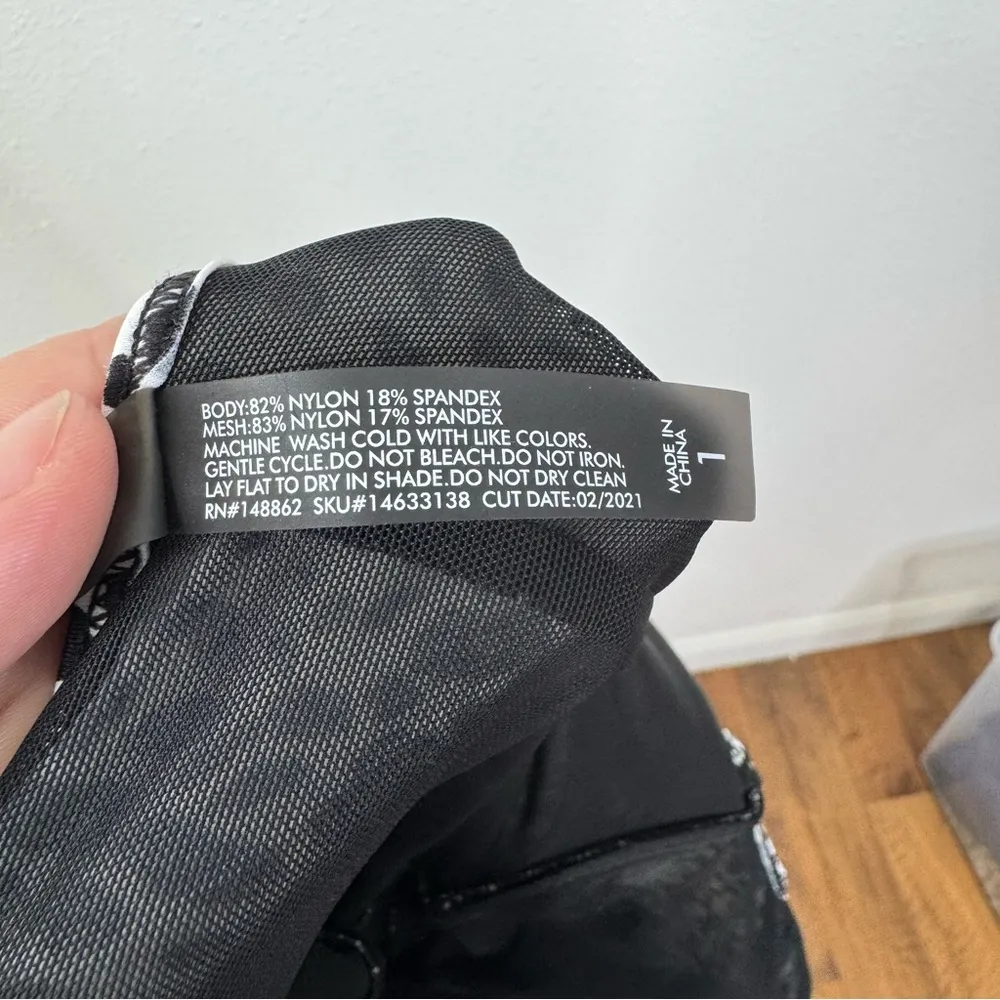 BODY:82% NYLON 18% SPANDEX
MESH:83% NYLON 17% SPANDEX
MACHINE WASH COLD WITH LIKE COLORS.
GENTLE CYCLE.DO NOT BLEACH.DO NOT IRON.
LAY FLAT TO DRY IN SHADE.DO NOT DRY CLEAN
RN#148862 SKU#14633138 CUT DATE:02/2021
MADE IN
CHINA
1